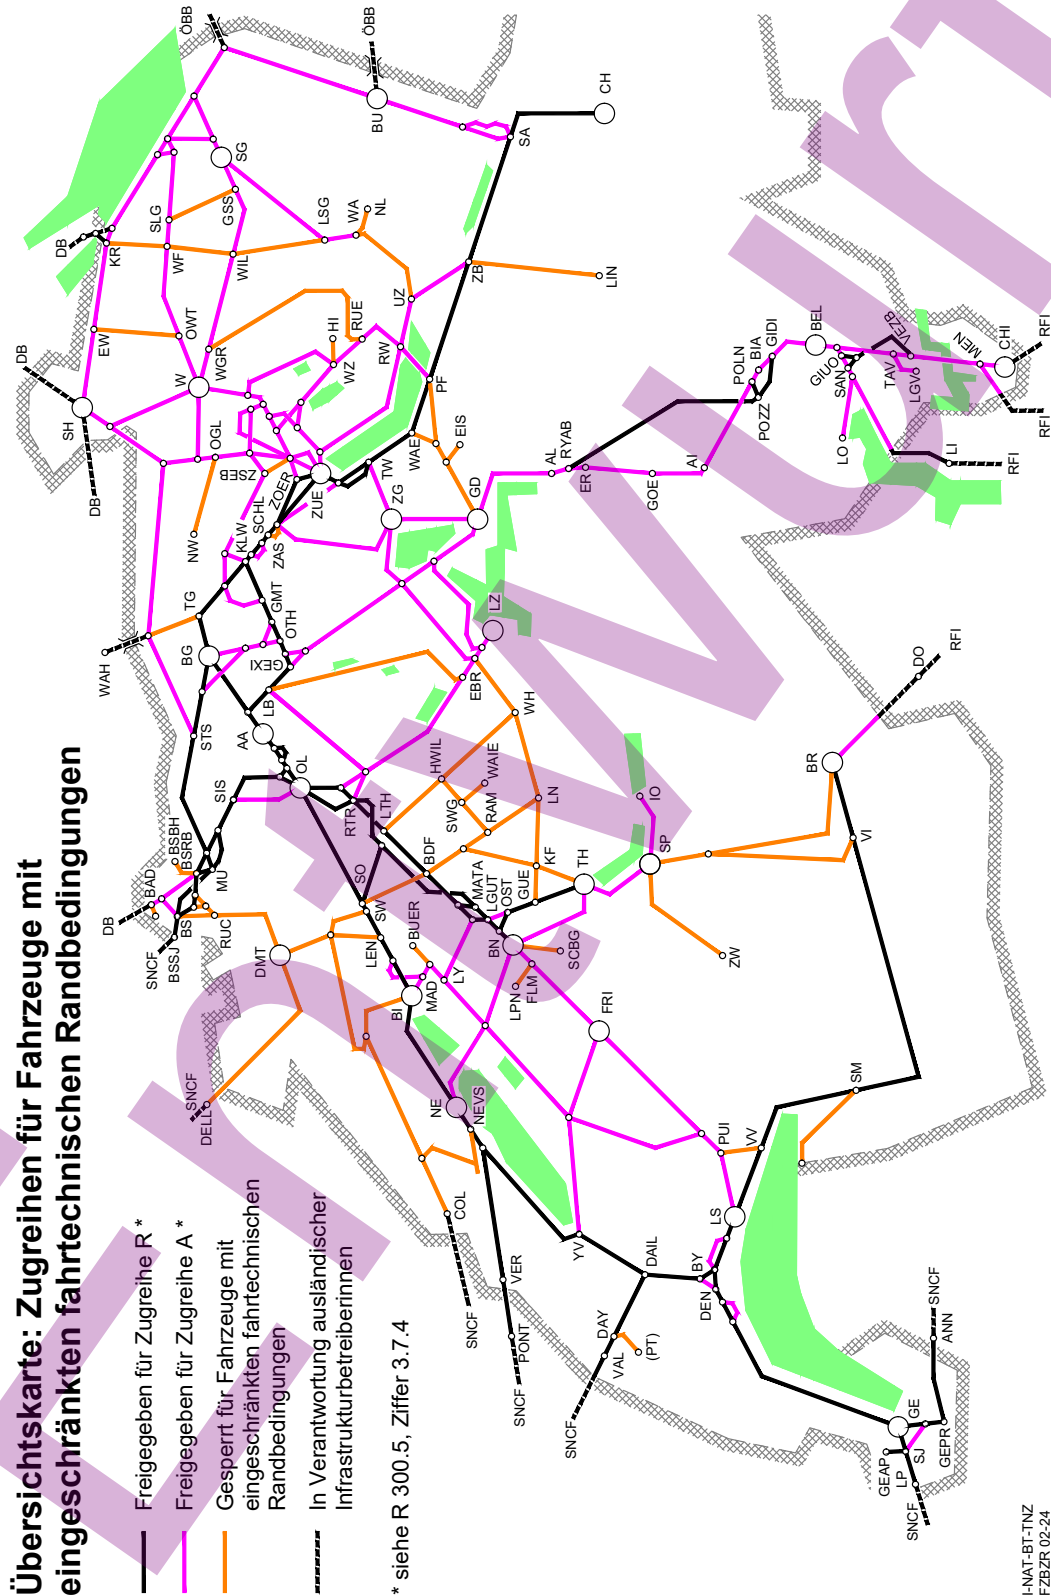 Übersichtskarte: Zugreihen für Fahrzeuge mit
eingeschränkten fahrtechnischen Randbedingungen
Freigegeben für Zugreihe R *
Freigegeben für Zugreihe A *
Gesperrt für Fahrzeuge mit
eingeschränkten fahrtechnischen
Randbedingungen
In Verantwortung ausländischer
Infrastrukturbetreiberinnen
* siehe R 300.5, Ziffer 3.7.4
I-NAT-BT-TNZ
FZBZR 02-24
ÖBB
ÖBB
BU
CH
SA
SG
GSS
SLG
WF
WIL
LSG
WA
NL
DB
KR
EW
OWT
WGR
W
UZ
ZB
LIN
HI
RUE
WZ
RW
PF
DB
SH
DB
OGL
ZSEB
ZOER
ZUE
WAE
EIS
TW
ZG
GD
NW
SCHL
KLW
ZAS
GMT
OTH
GEXI
TG
BG
WAH
LB
AA
STS
OL
SIS
LZ
EBR
WH
HWIL
WAIE
RAM
SWG
LN
RTR
LTH
BDF
KF
GUE
OST
LGUT
MATA
TH
SP
IO
BR
VI
DO
RFI
AL
RYAB
ER
GOE
AI
POLN
BIA
GIDI
POZZ
BEL
GIUO
SAN
VEZB
TAV
LGV
LO
LI
RFI
MEN
CHI
RFI
RFI
BSBH
BSRB
BAD
MU
BS
BSSJ
RUC
DB
SNCF
DMT
SO
SW
LEN
BUER
BI
MAD
LY
BN
SCBG
FLM
LPN
FRI
ZW
DELL
SNCF
NE
NEVS
COL
SNCF
VER
PONT
SNCF
YV
DAIL
DAY
VAL
(PT)
SNCF
BY
DEN
LS
PUI
VV
SM
GE
GEAP
LP
SJ
GEPR
SNCF
ANN
SNCF